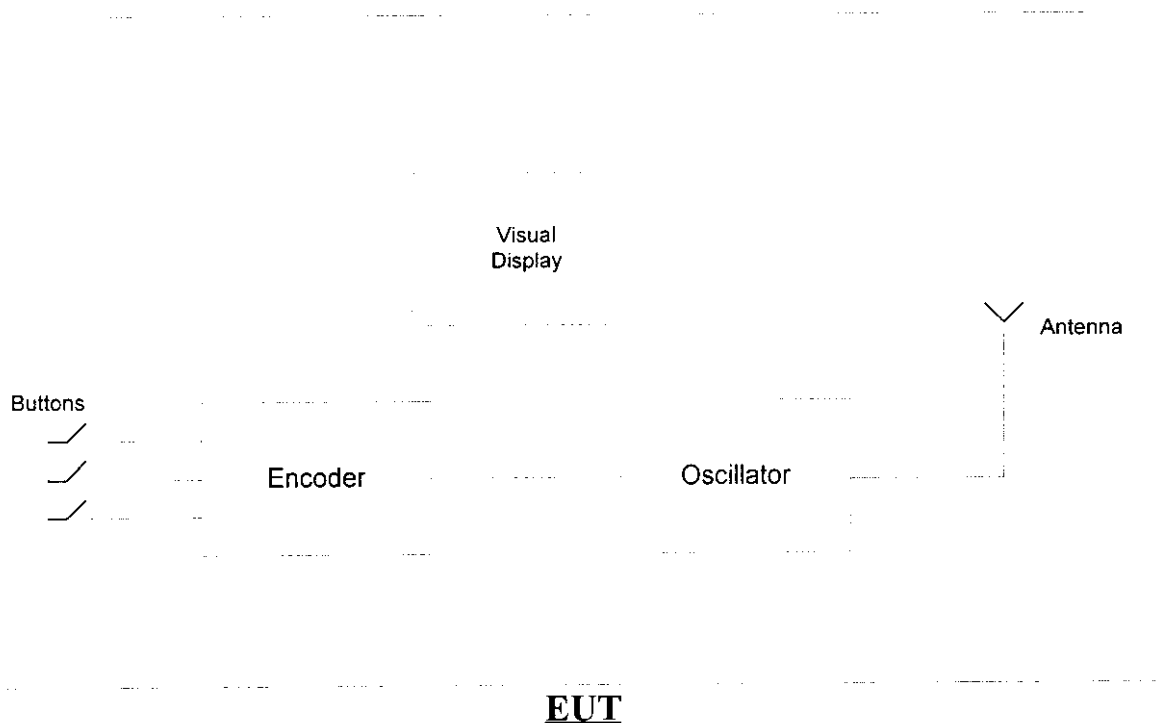 Visual
Display
Antenna
Buttons
Encoder
Oscillator
EUT